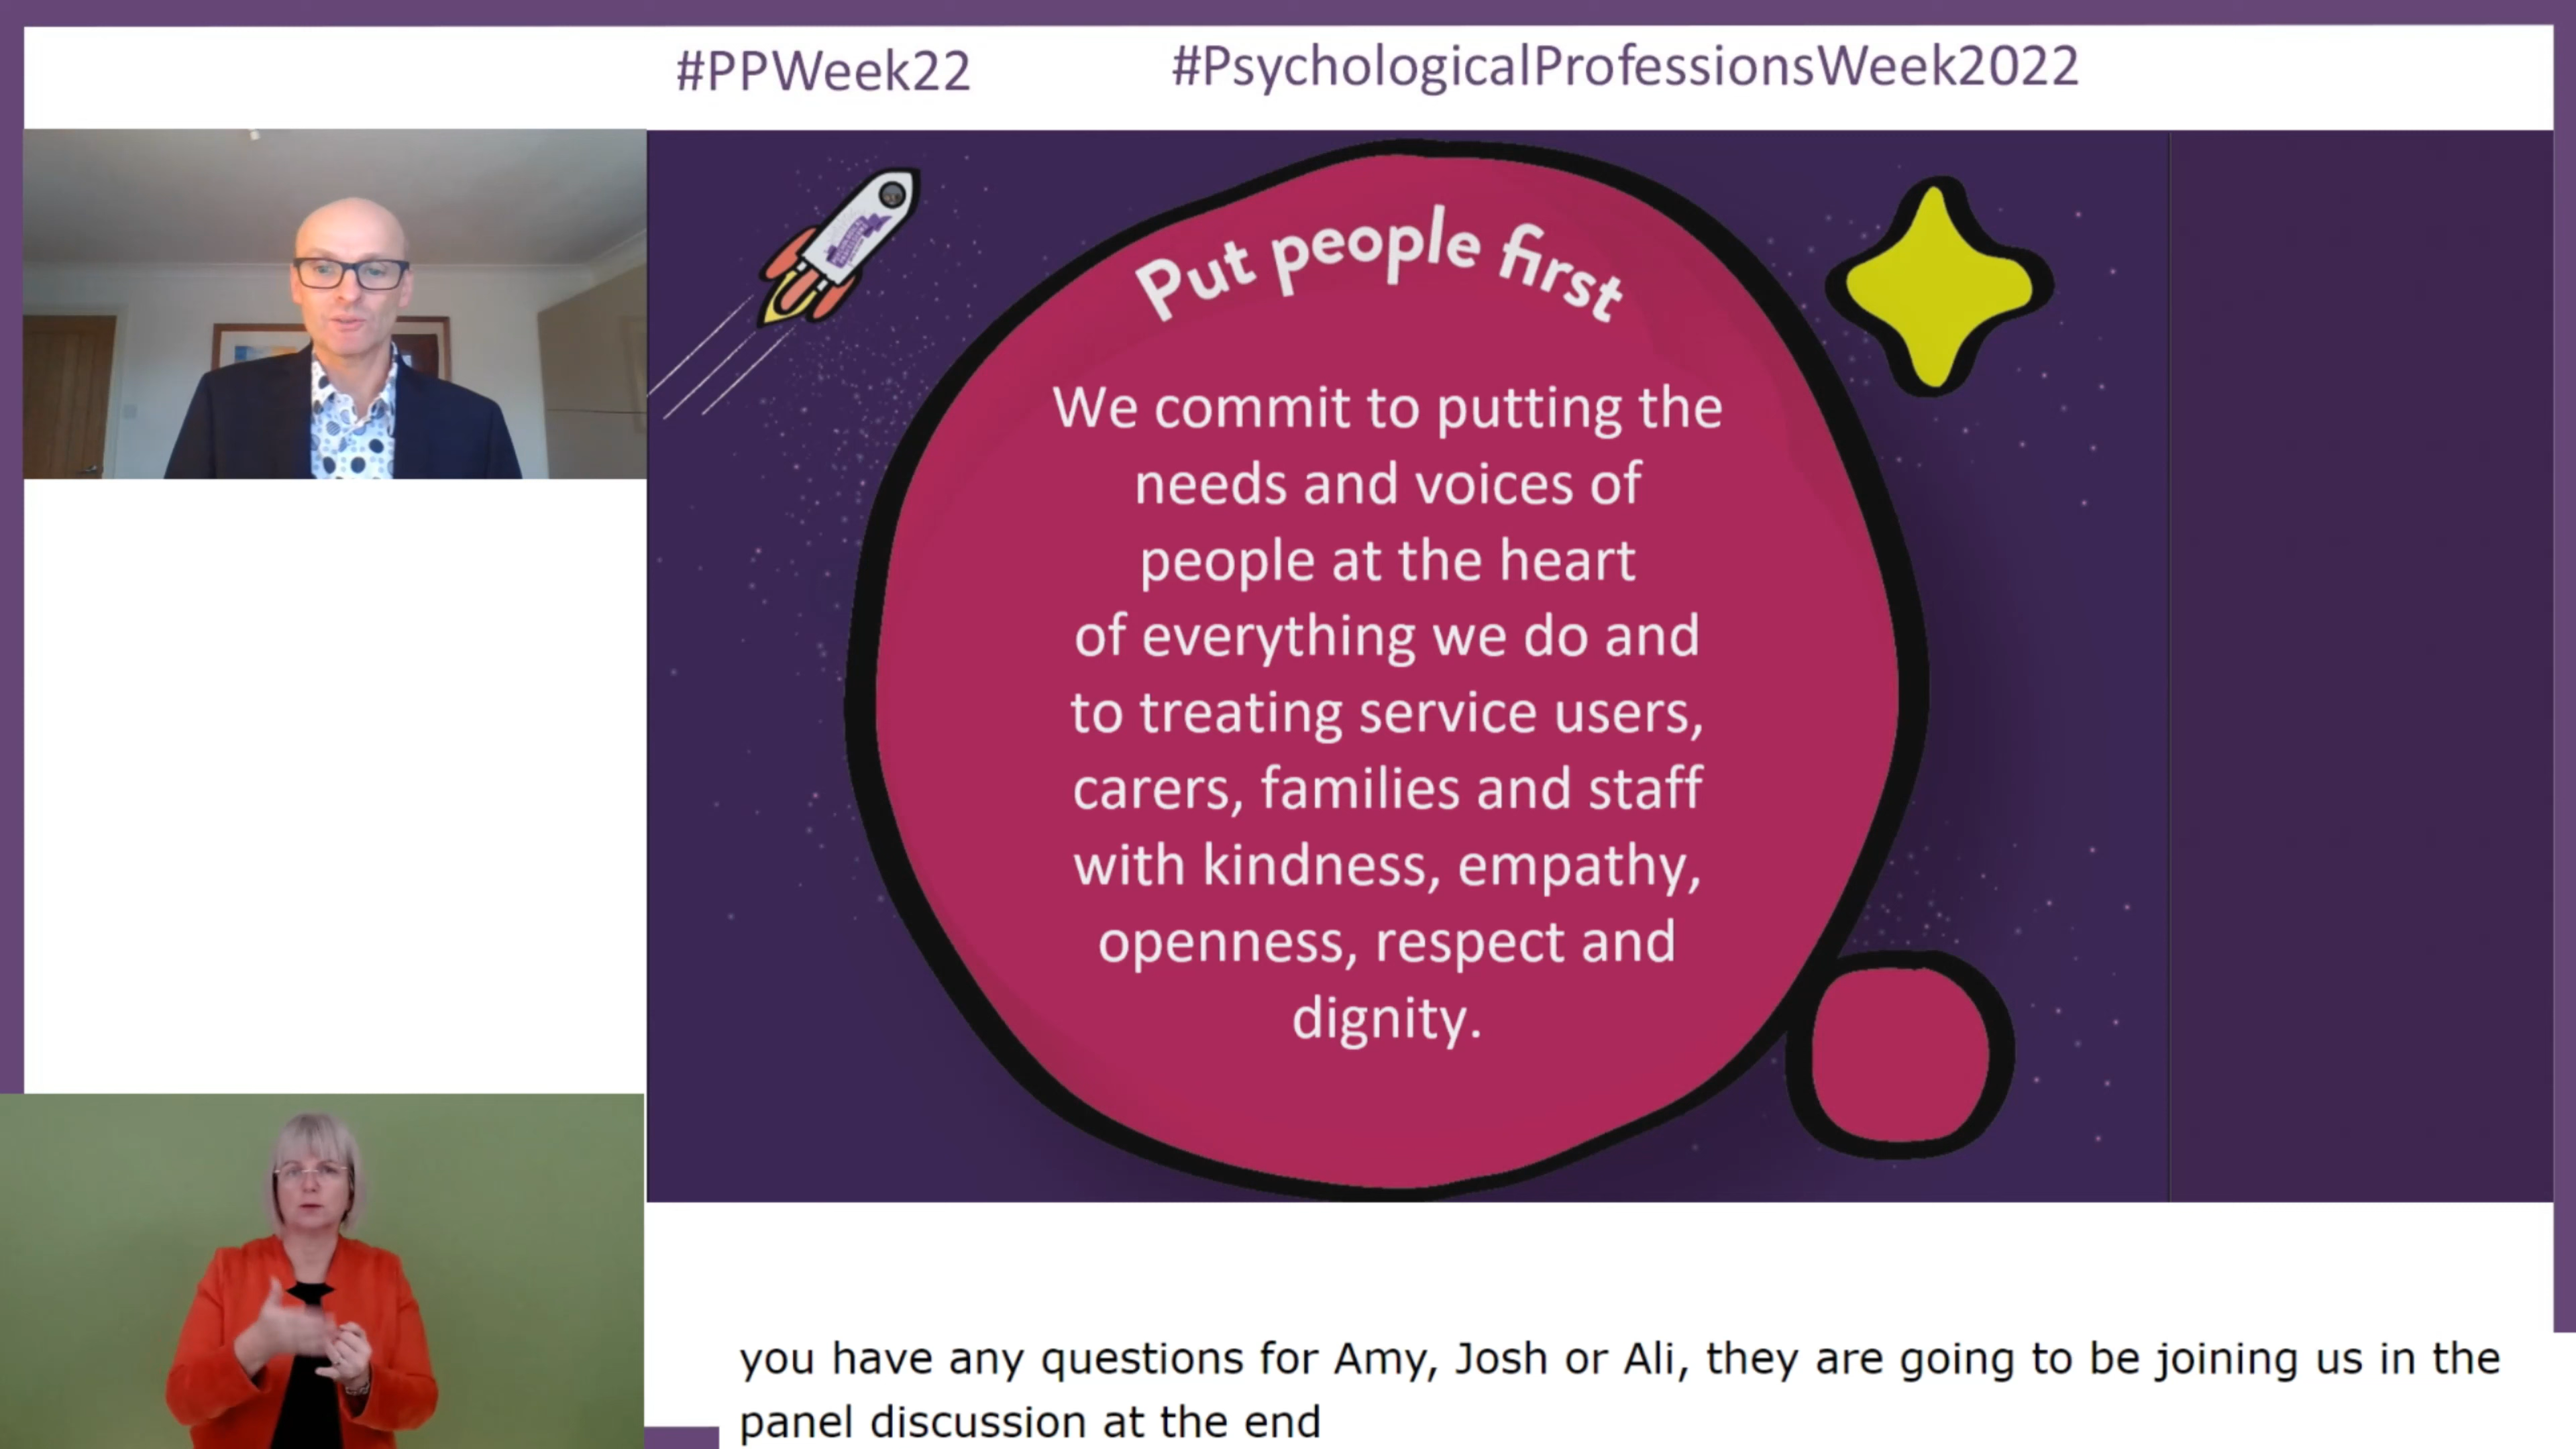 #PPWeek22
#PsychologicalProfessionsWeek2022
Put people first
We commit to putting the
needs and voices of
people at the heart
of everything we do and
to treating service users,
carers, families and staff
with kindness, empathy,
openness, respect and
dignity.
you have any questions for Amy, Josh or Ali, they are going to be joining us in the
panel discussion at the end